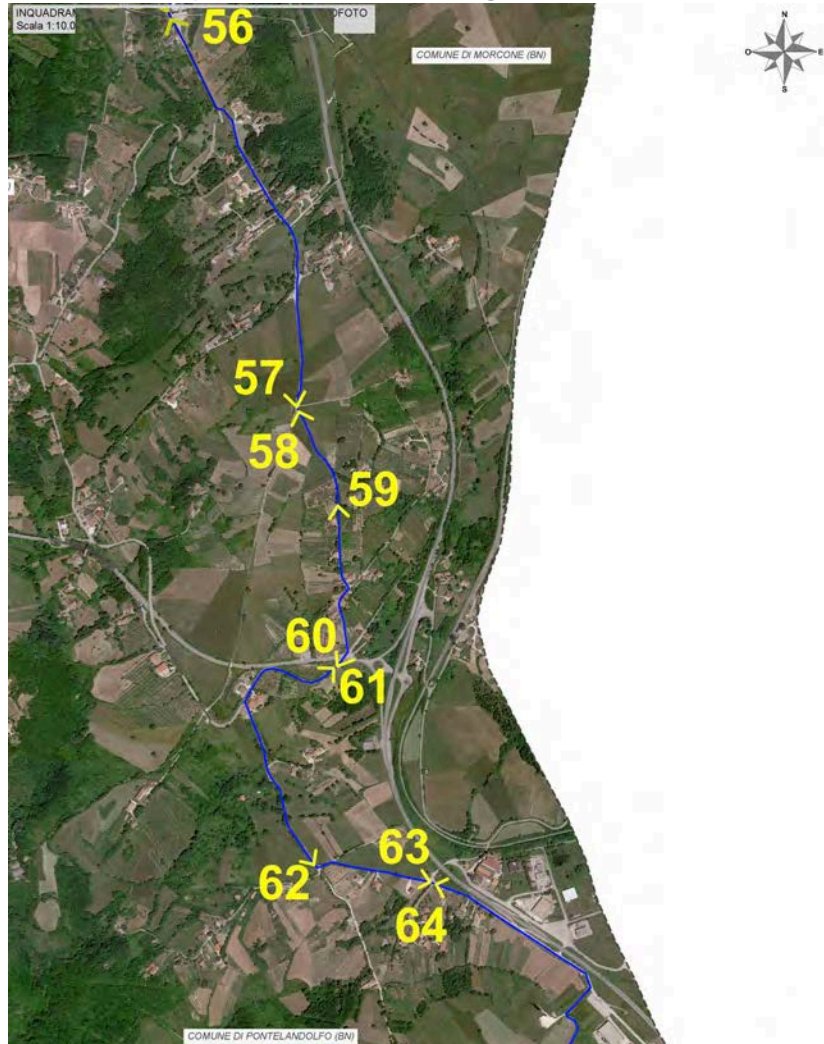 INQUADRAM OFOTO
Scala 1:10.0
56
COMUNE DI MORCONE (BN)
N
O E
S
57
58
59
60
61
62
63
64
COMUNE DI PONTELANDOLFO (BN)